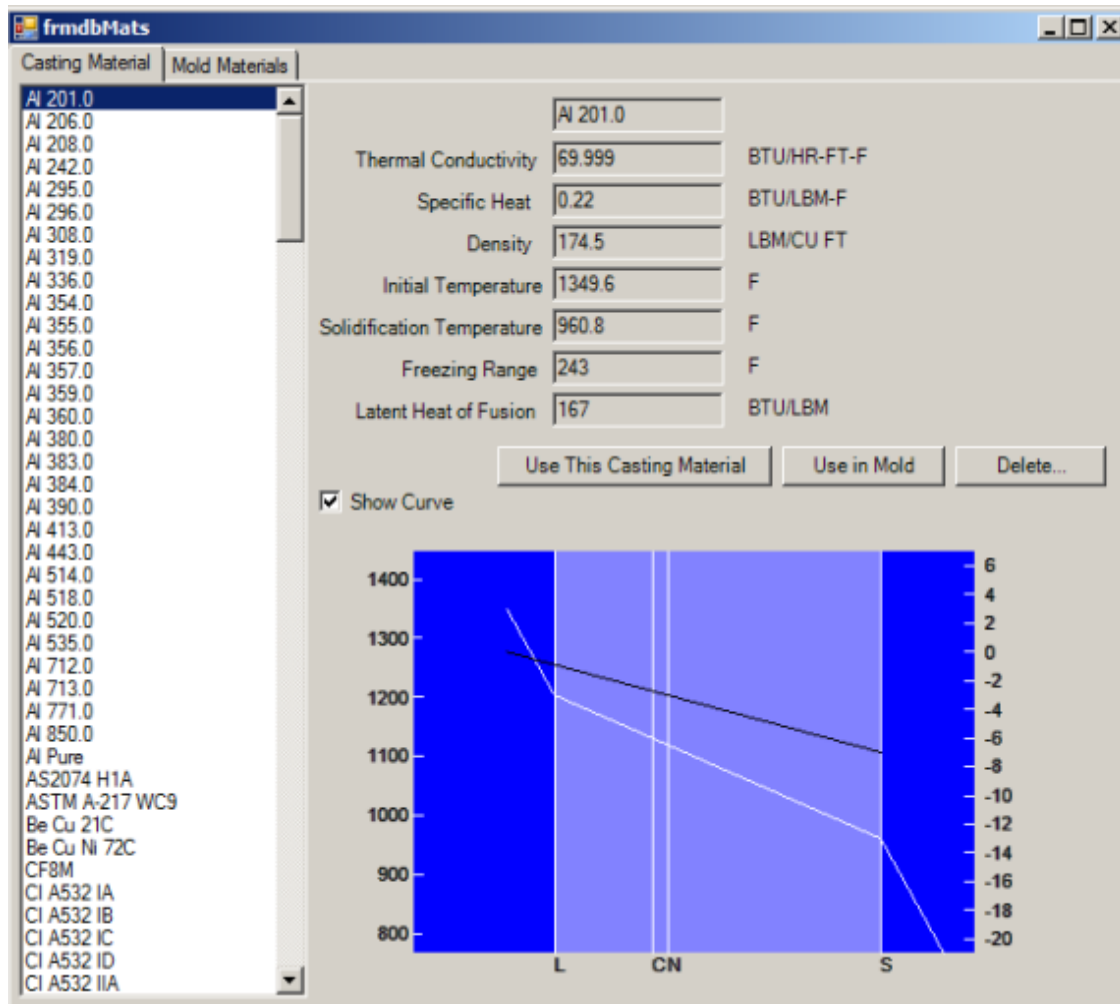 frmdbMats
Casting Material Mold Materials
Al 201.0
Al 206.0
Al 208.0
Al 242.0
Al 295.0
Al 296.0
Al 308.0
Al 319.0
Al 336.0
Al 354.0
Al 355.0
Al 356.0
Al 357.0
Al 359.0
Al 360.0
Al 380.0
Al 383.0
Al 384.0
Al 390.0
Al 413.0
Al 443.0
Al 514.0
Al 518.0
Al 520.0
Al 535.0
Al 712.0
Al 713.0
Al 771.0
Al 850.0
Al Pure
AS2074 H1A
ASTM A-217 WC9
Be Cu 21C
Be Cu Ni 72C
CF8M
CI A532 IA
CI A532 IB
CI A532 IC
CI A532 ID
CI A532 IIA
Al 201.0
Thermal Conductivity 69.999 BTU/HR-FT-F
Specific Heat 0.22 BTU/LBM-F
Density 174.5 LBM/CU FT
Initial Temperature 1349.6 F
Solidification Temperature 960.8 F
Freezing Range 243 F
Latent Heat of Fusion 167 BTU/LBM
Use This Casting Material Use in Mold Delete...
Show Curve
1400
1300
1200
1100
1000
900
800
6
4
2
0
-2
-4
-6
-8
-10
-12
-14
-16
-18
-20
L CN S